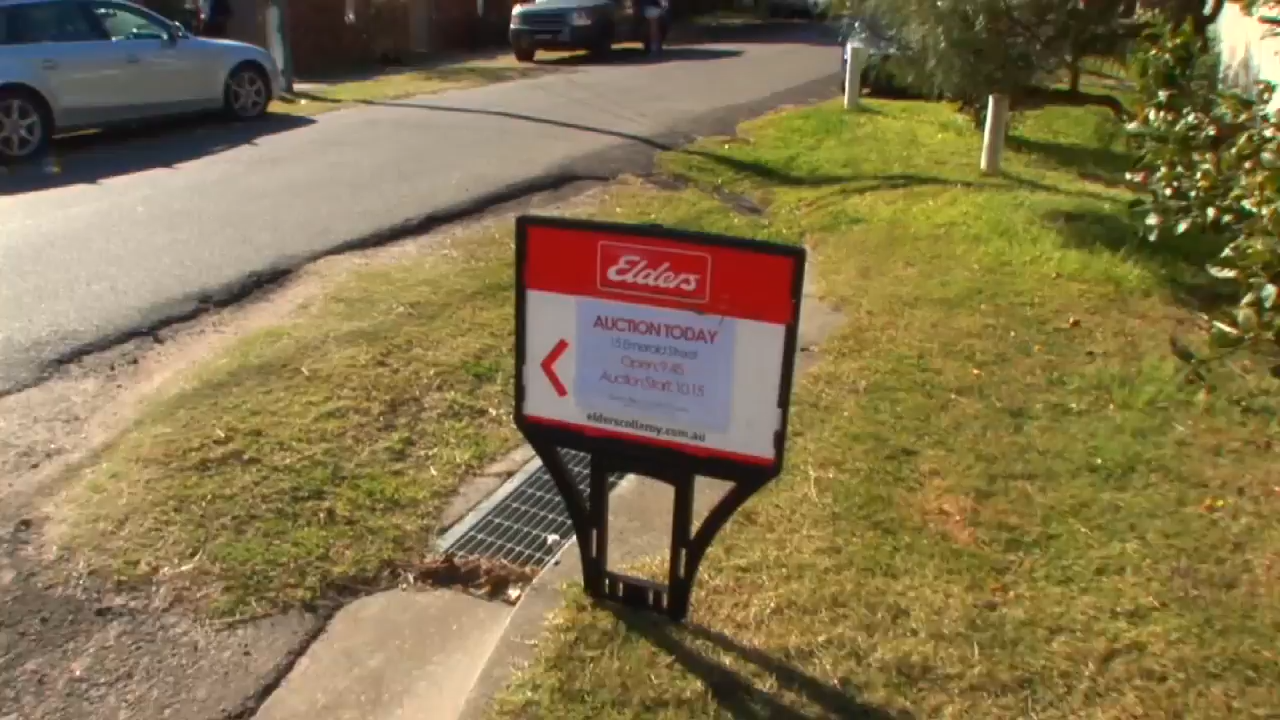 Elders
AUCTION TODAY
15 Emerald Street
Open: 9.45
Auction Start: 10.15
elderscollaroy.com.au